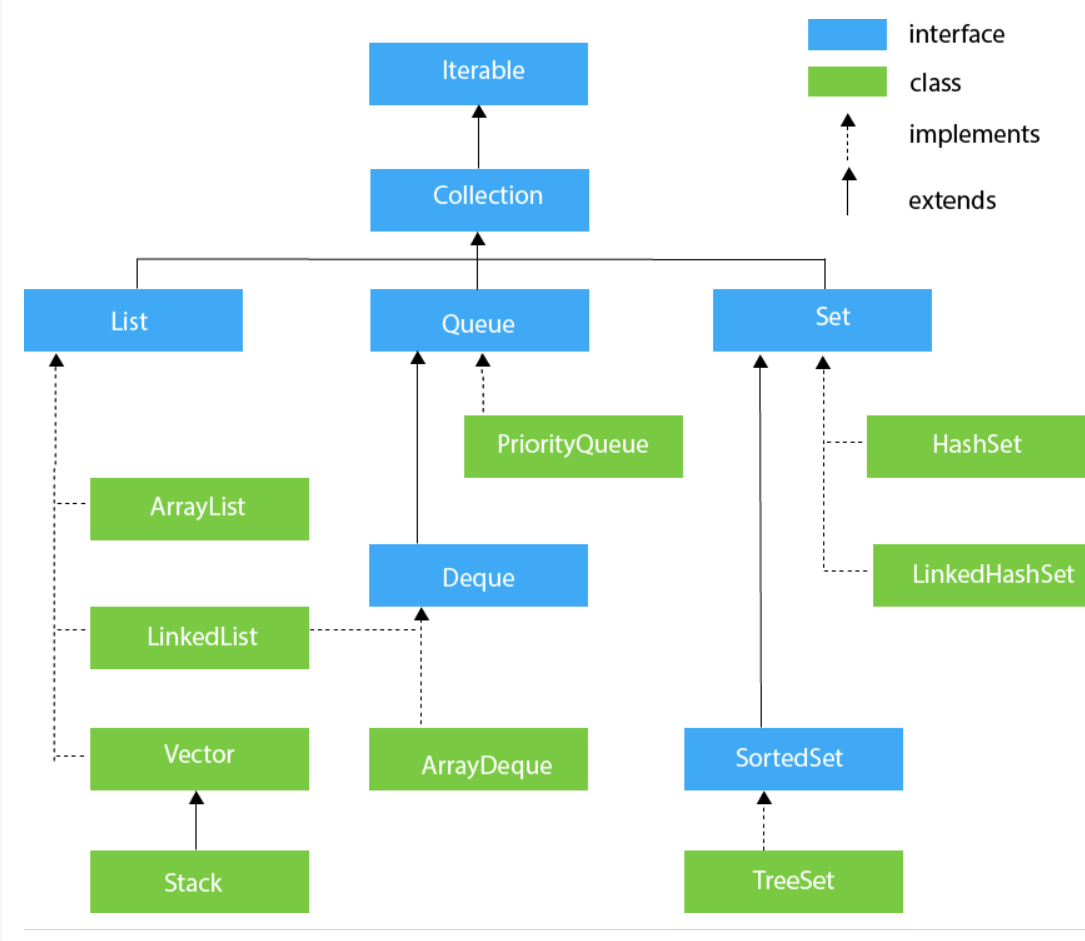 interface
class
implements
extends
Iterable
Collection
List
Queue
Set
PriorityQueue
HashSet
ArrayList
Deque
LinkedHashSet
LinkedList
Vector
ArrayDeque
SortedSet
Stack
TreeSet